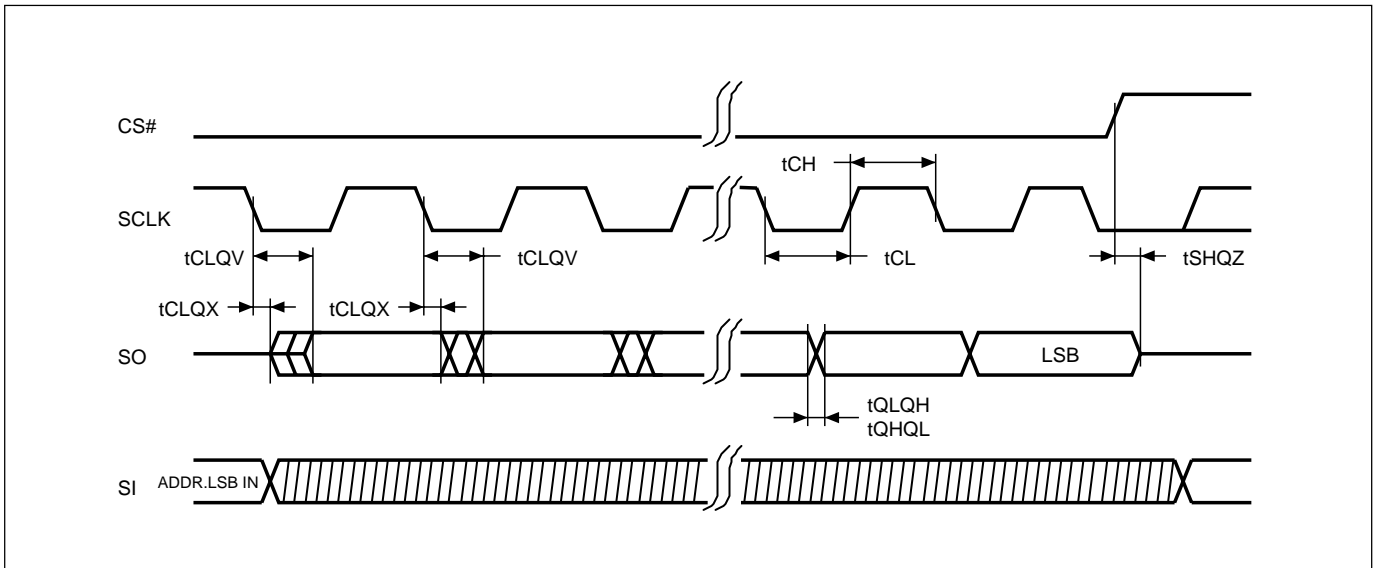 CS#
tCH
SCLK
tCLQV
tCLQV
tCL
tSHQZ
tCLQX
tCLQX
SO
LSB
tQLQH
tQHQL
SI
ADDR.LSB IN